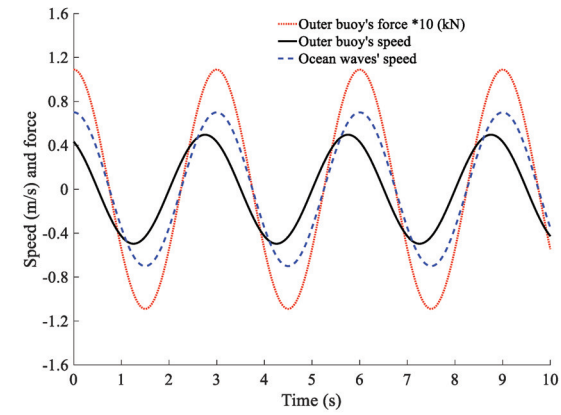 1.6
1.2
0.8
0.4
0
-0.4
-0.8
-1.2
-1.6
Speed (m/s) and force
Outer buoy's force *10 (kN)
Outer buoy's speed
Ocean waves' speed
0 1 2 3 4 5 6 7 8 9 10
Time (s)